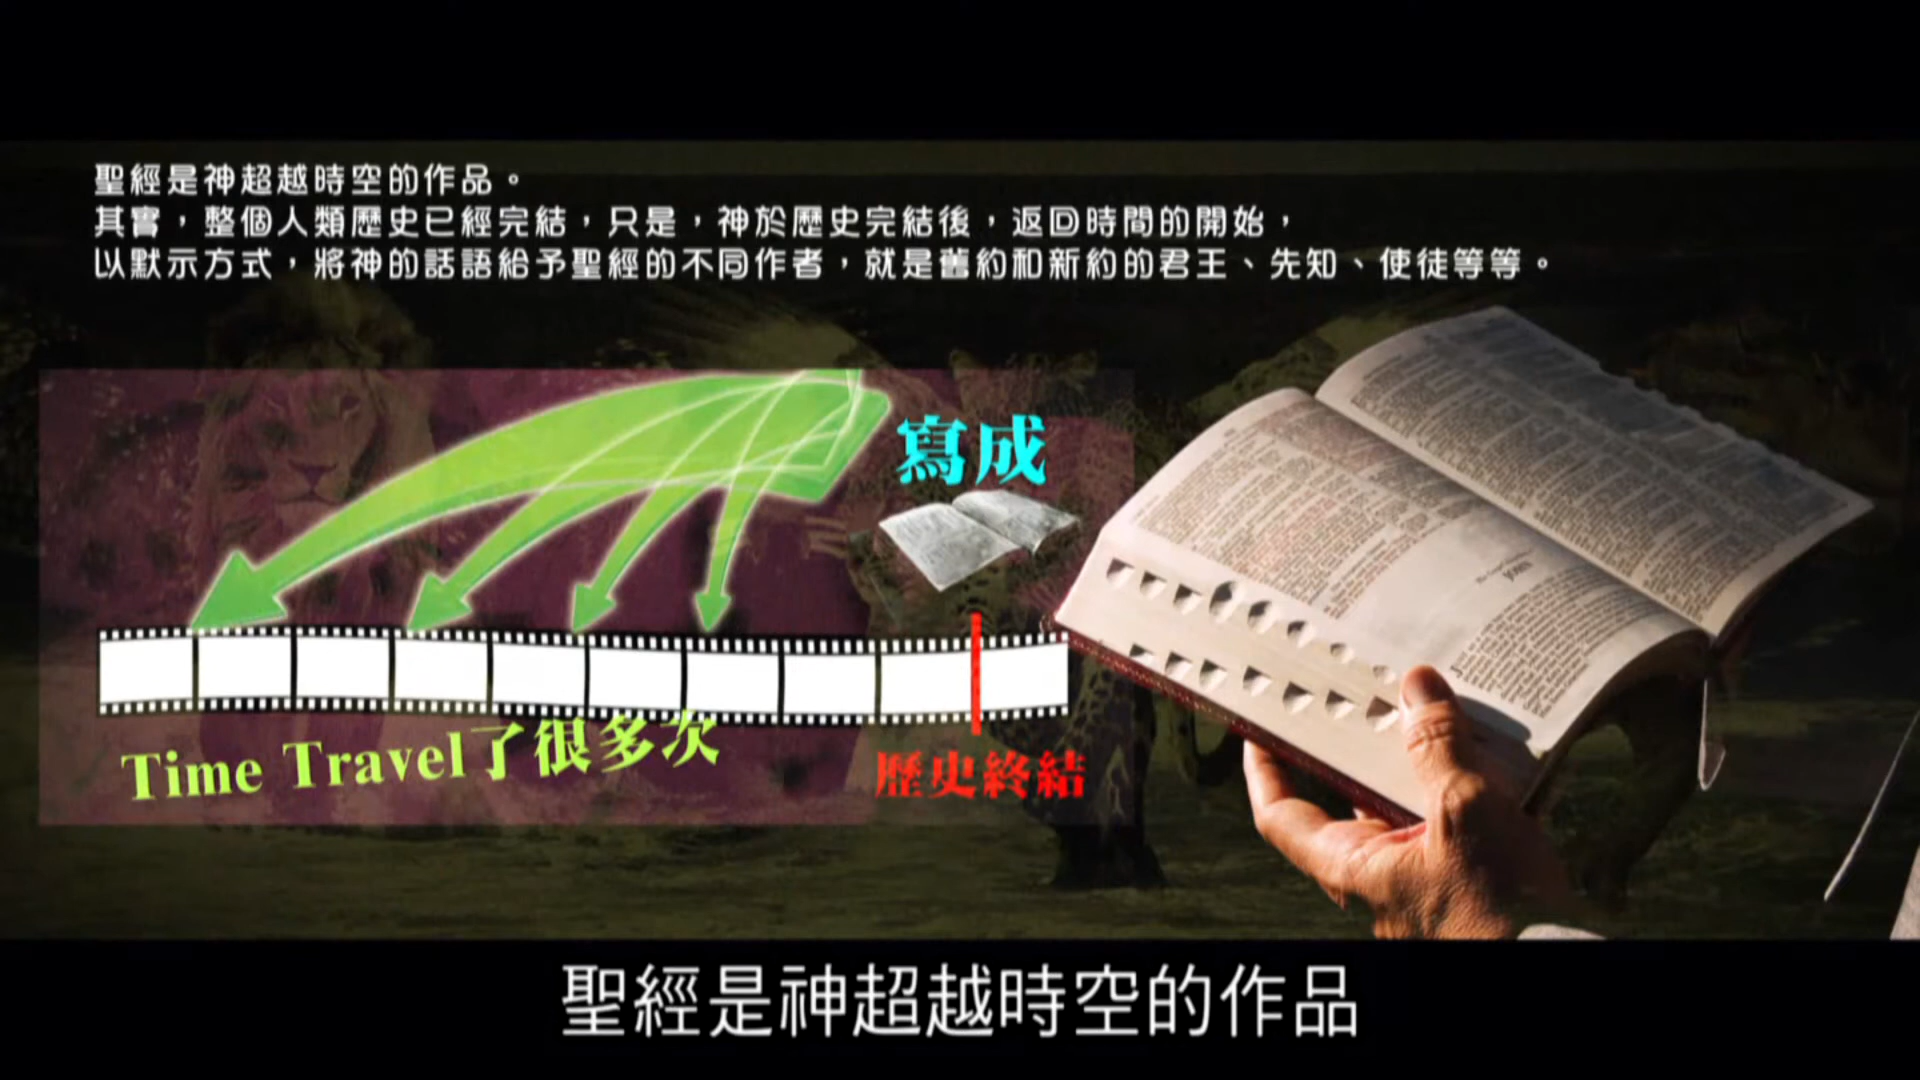 聖經是神超越時空的作品。
其實，整個人類歷史已經完結，只是，神於歷史完結後，返回時間的開始，
以默示方式，將神的話語給予聖經的不同作者，就是舊約和新約的君王、先知、使徒等等。
寫成
JOHN
Time Travel了很多次
歷史終結
聖經是神超越時空的作品